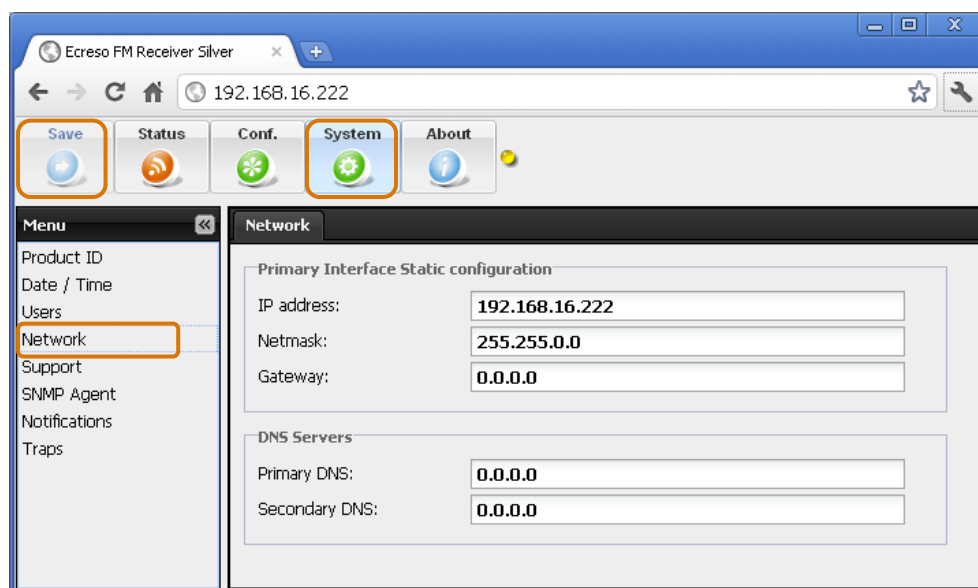 Ecreso FM Receiver Silver
192.168.16.222
Save Status Conf. System About
Menu
Network
Product ID
Date / Time
Users
Network
Support
SNMP Agent
Notifications
Traps
Primary Interface Static configuration
IP address: 192.168.16.222
Netmask: 255.255.0.0
Gateway: 0.0.0.0
DNS Servers
Primary DNS: 0.0.0.0
Secondary DNS: 0.0.0.0